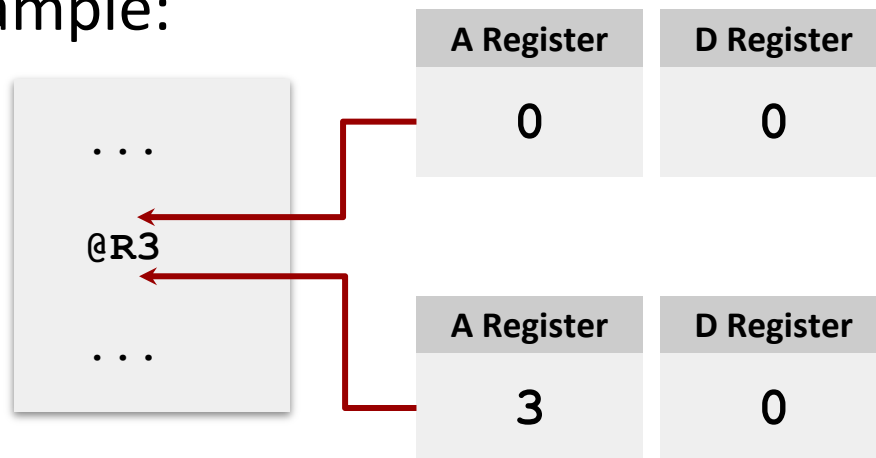 ample:
A Register D Register
0 0
...
@R3
...
A Register D Register
3 0